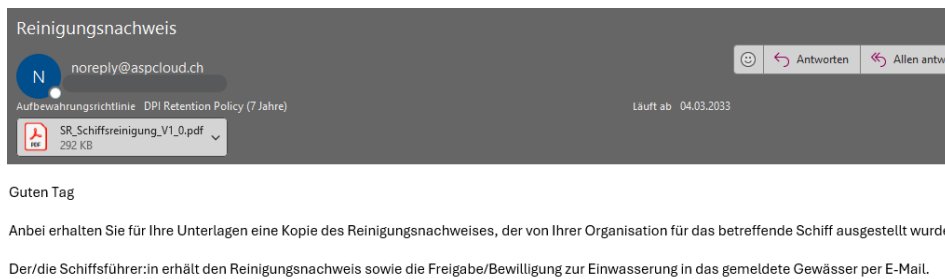 Reinigungsnachweis
N
noreply@aspcloud.ch
Antworten
Allen antw
Aufbewahrungsrichtlinie DPI Retention Policy (7 Jahre)
Läuft ab 04.03.2033
SR_Schiffsreinigung_V1_0.pdf
PDF
292 KB
Guten Tag
Anbei erhalten Sie für Ihre Unterlagen eine Kopie des Reinigungsnachweises, der von Ihrer Organisation für das betreffende Schiff ausgestellt wurde
Der/die Schiffsführer:in erhält den Reinigungsnachweis sowie die Freigabe/Bewilligung zur Einwasserung in das gemeldete Gewässer per E-Mail.